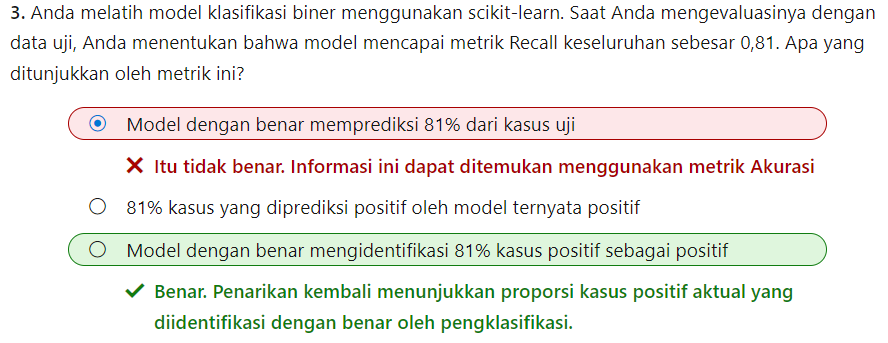 3. Anda melatih model klasifikasi biner menggunakan scikit-learn. Saat Anda mengevaluasinya dengan
data uji, Anda menentukan bahwa model mencapai metrik Recall keseluruhan sebesar 0,81. Apa yang
ditunjukkan oleh metrik ini?
Model dengan benar memprediksi 81% dari kasus uji
Itu tidak benar. Informasi ini dapat ditemukan menggunakan metrik Akurasi
81% kasus yang diprediksi positif oleh model ternyata positif
Model dengan benar mengidentifikasi 81% kasus positif sebagai positif
Benar. Penarikan kembali menunjukkan proporsi kasus positif aktual yang
diidentifikasi dengan benar oleh pengklasifikasi.